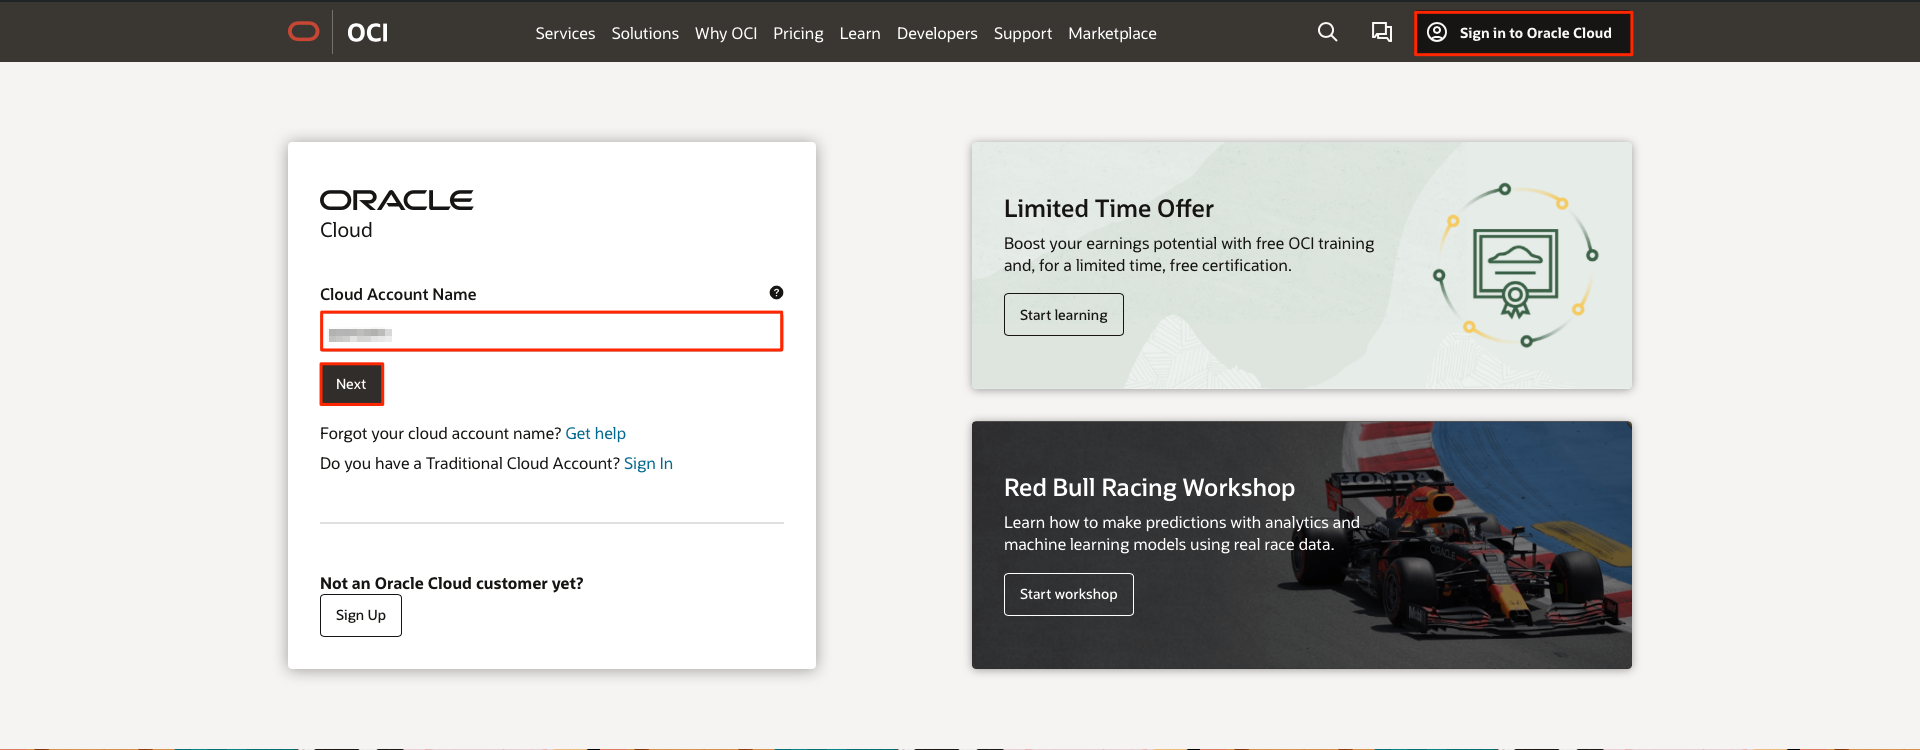 OCI
Services Solutions Why OCI Pricing Learn Developers Support Marketplace
Sign in to Oracle Cloud
ORACLE
Cloud
Cloud Account Name
?
Next
Forgot your cloud account name? Get help
Do you have a Traditional Cloud Account? Sign In
Not an Oracle Cloud customer yet?
Sign Up
Limited Time Offer
Boost your earnings potential with free OCI training
and, for a limited time, free certification.
Start learning
Red Bull Racing Workshop
Learn how to make predictions with analytics and
machine learning models using real race data.
Start workshop
HONDA
ORACLE